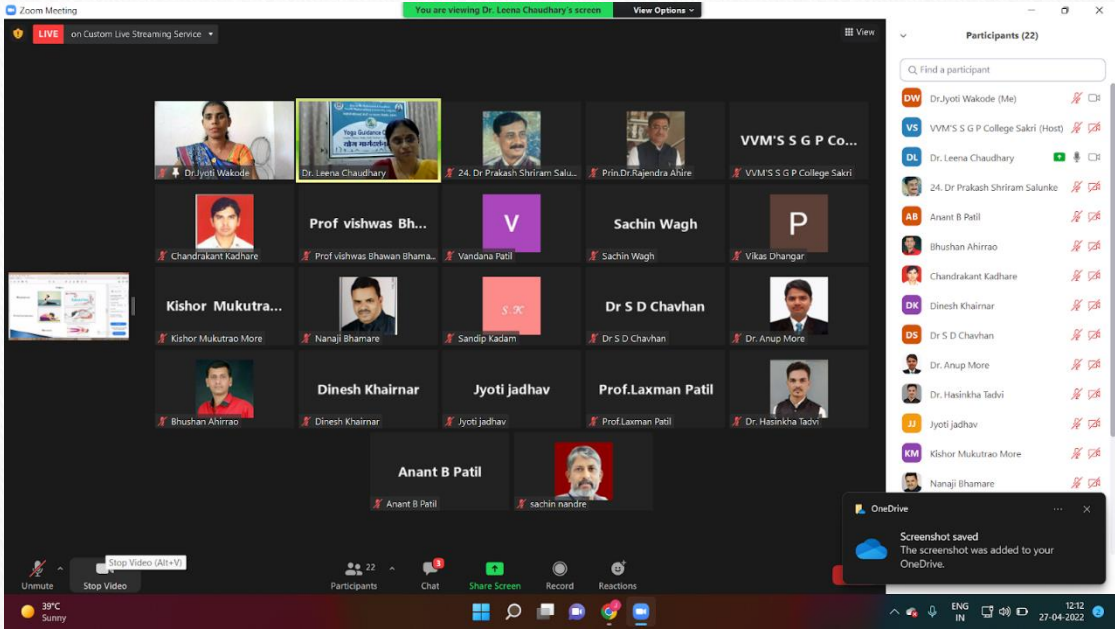 Zoom Meeting
You are viewing Dr. Leena Chaudhary's screen
View Options
LIVE on Custom Live Streaming Service
View
Participants (22)
Find a participant
DW Dr.Jyoti Wakode (Me)
VS VVM'S S G P College Sakri (Host)
DL Dr. Leena Chaudhary
24. Dr Prakash Shriram Salunke
AB Anant B Patil
Bhushan Ahirrao
Chandrakant Kadhare
DK Dinesh Khairnar
DS Dr S D Chavhan
Dr. Anup More
Dr. Hasinkha Tadvi
JJ Jyoti jadhav
KM Kishor Mukutrao More
Nanaji Bhamare
Yoga Guidance
Dr.Jyoti Wakode
Dr. Leena Chaudhary
24. Dr Prakash Shriram Salu...
Prin.Dr.Rajendra Ahire
VVM'S S G P Co...
VVM'S S G P College Sakri
Chandrakant Kadhare
Prof vishwas Bh...
Prof vishwas Bhawan Bhama...
V
Vandana Patil
Sachin Wagh
Sachin Wagh
P
Vikas Dhangar
Kishor Mukutra...
Kishor Mukutrao More
Nanaji Bhamare
S K
Sandip Kadam
Dr S D Chavhan
Dr S D Chavhan
Dr. Anup More
Bhushan Ahirrao
Dinesh Khairnar
Dinesh Khairnar
Jyoti jadhav
Jyoti jadhav
Prof.Laxman Patil
Prof.Laxman Patil
Dr. Hasinkha Tadvi
Anant B Patil
Anant B Patil
sachin nandre
OneDrive
Screenshot saved
The screenshot was added to your
OneDrive.
Stop Video (Alt+V)
Unmute
Stop Video
22
Participants
3
Chat
Share Screen
Record
Reactions
39°C
Sunny
ENG
IN
12:12
27-04-2022
2